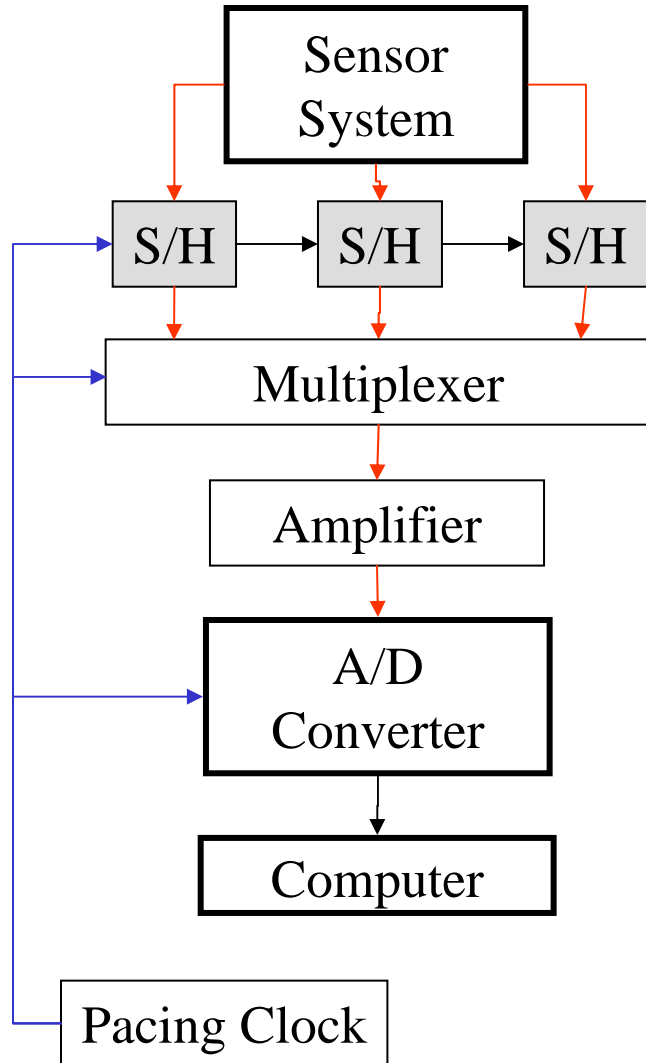 Sensor
System
S/H
S/H
S/H
Multiplexer
Amplifier
A/D
Converter
Computer
Pacing Clock